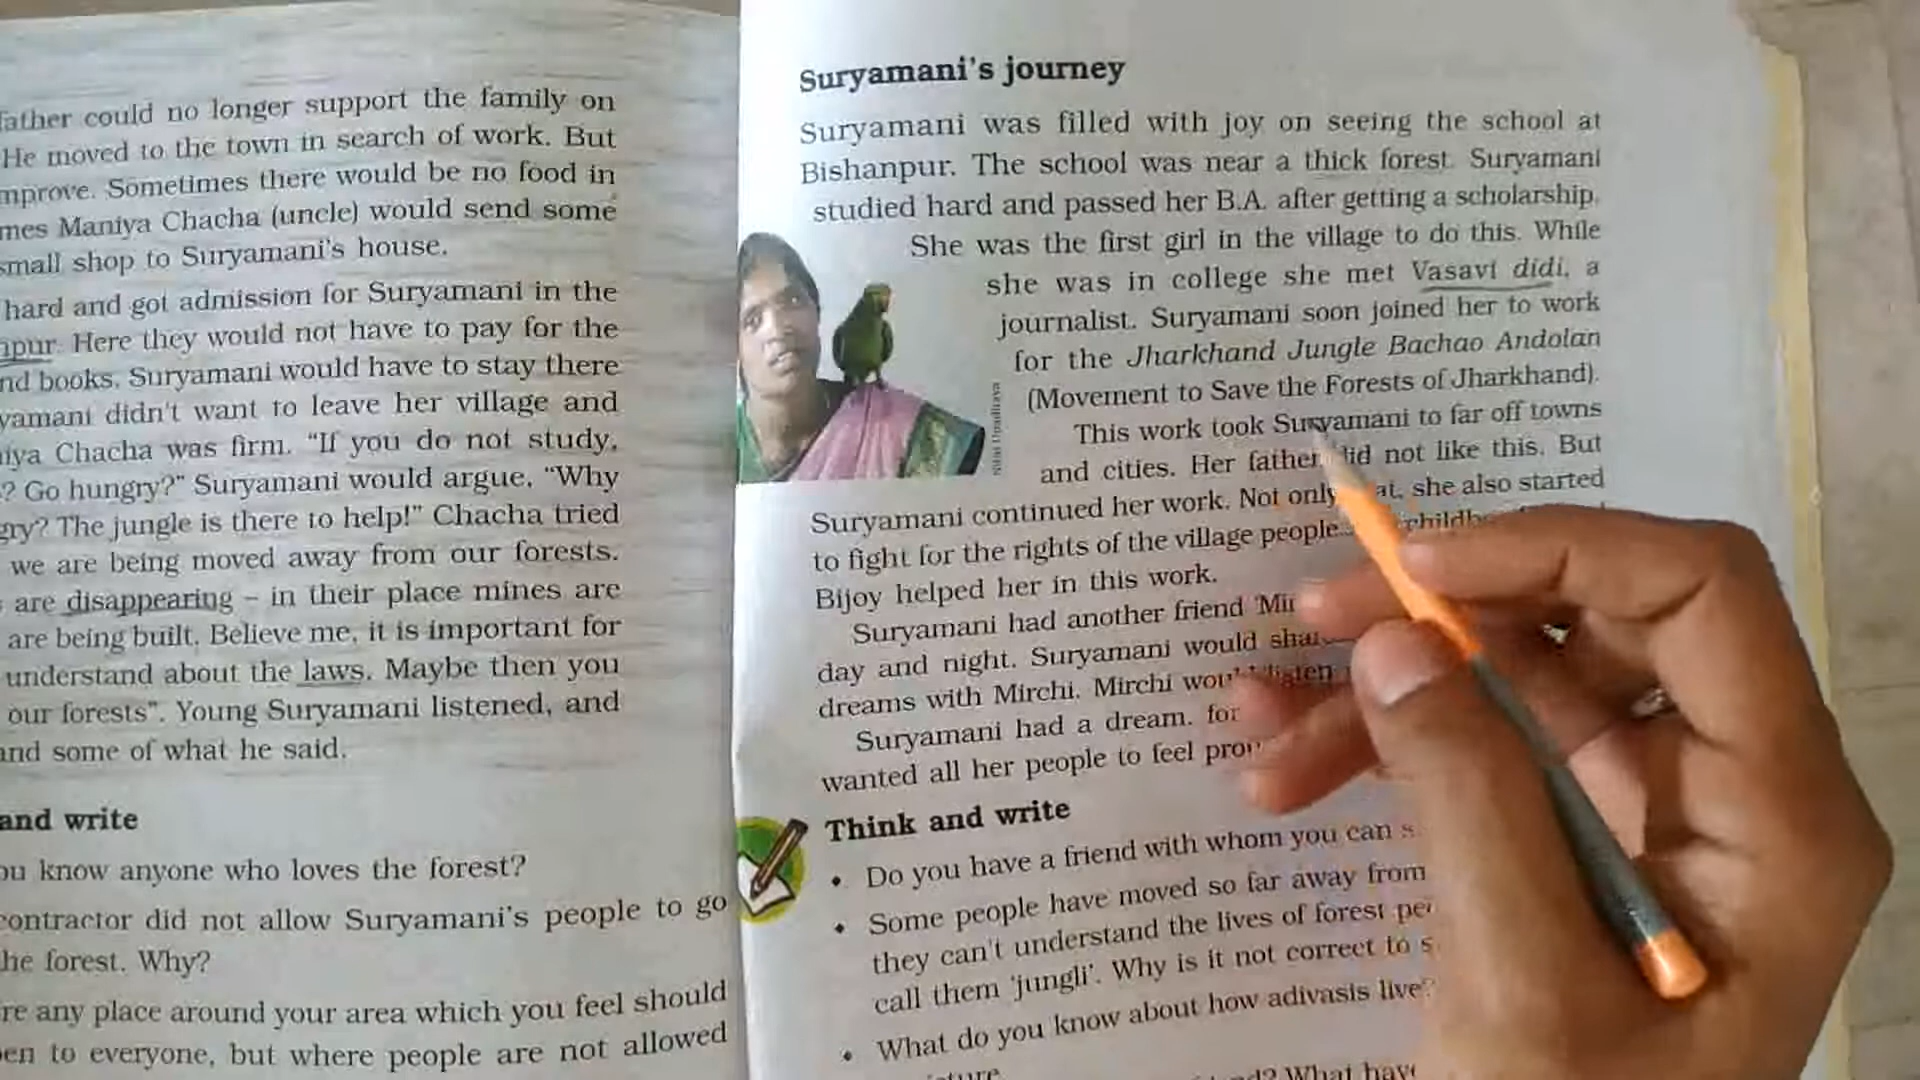 father could no longer support the family on
He moved to the town in search of work. But
mprove. Sometimes there would be no food in
mes Maniya Chacha (uncle) would send some
small shop to Suryamani's house.
hard and got admission for Suryamani in the
npur. Here they would not have to pay for the
nd books. Suryamani would have to stay there
yamani didn't want to leave her village and
iya Chacha was firm. "If you do not study,
? Go hungry?" Suryamani would argue, "Why
gry? The jungle is there to help!" Chacha tried
we are being moved away from our forests.
are disappearing – in their place mines are
are being built. Believe me, it is important for
understand about the laws. Maybe then you
our forests". Young Suryamani listened, and
and some of what he said.
and write
ou know anyone who loves the forest?
contractor did not allow Suryamani's people to go
he forest. Why?
re any place around your area which you feel should
en to everyone, but where people are not allowed
Suryamani's journey
Suryamani was filled with joy on seeing the school at
Bishanpur. The school was near a thick forest. Suryamani
studied hard and passed her B.A. after getting a scholarship.
She was the first girl in the village to do this. While
she was in college she met Vasavi didi, a
journalist. Suryamani soon joined her to work
for the Jharkhand Jungle Bachao Andolan
(Movement to Save the Forests of Jharkhand).
This work took Suryamani to far off towns
and cities. Her father did not like this. But
Suryamani continued her work. Not only at, she also started
to fight for the rights of the village people.
Bijoy helped her in this work.
Suryamani had another friend 'Mir
day and night. Suryamani would shar
dreams with Mirchi. Mirchi would listen
Suryamani had a dream. for
wanted all her people to feel prou
Think and write
• Do you have a friend with whom you can s
• Some people have moved so far away from
they can't understand the lives of forest pe
call them 'jungli'. Why is it not correct to s
• What do you know about how adivasis live?
What have